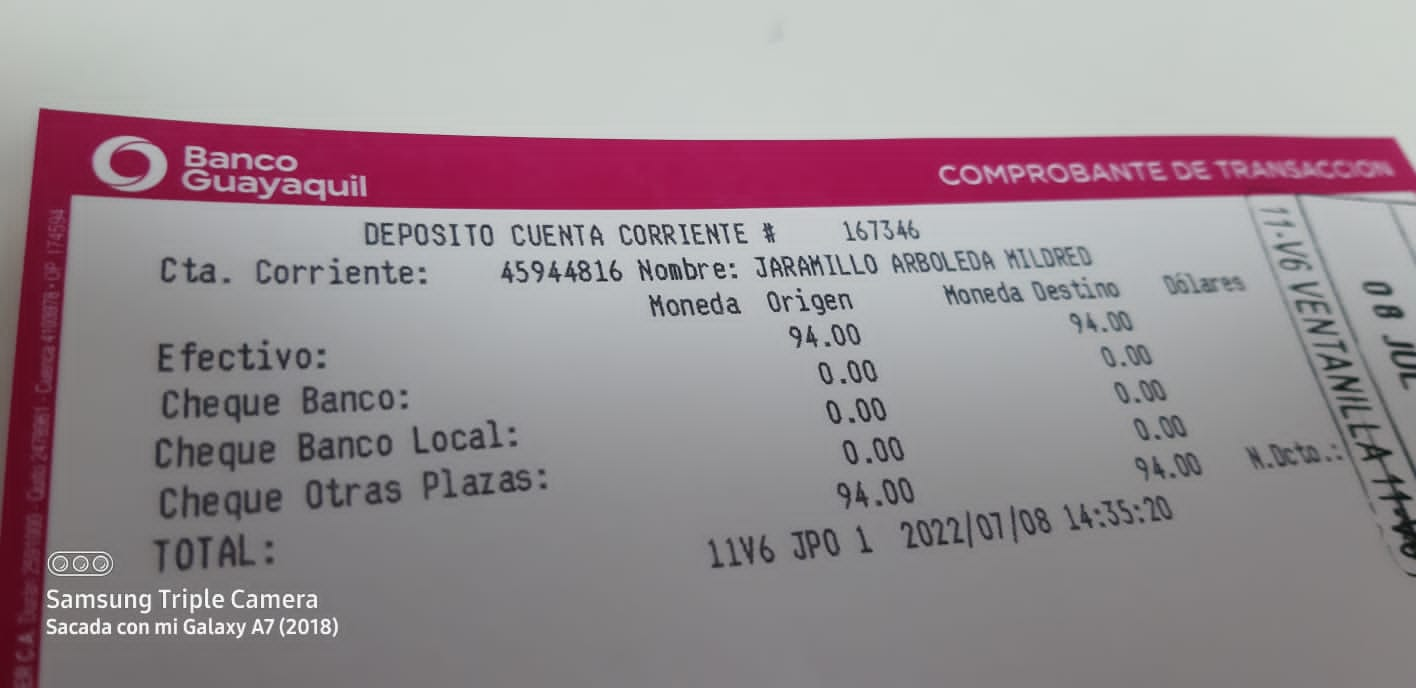 Banco
Guayaquil
COMPROBANTE DE TRANSACCION
DEPOSITO CUENTA CORRIENTE # 167346
Cta. Corriente: 45944816 Nombre: JARAMILLO ARBOLEDA MILDRED
Moneda Origen Moneda Destino Dólares
Efectivo: 94.00 94.00
Cheque Banco: 0.00 0.00
Cheque Banco Local: 0.00 0.00
Cheque Otras Plazas: 0.00 0.00
TOTAL: 94.00 94.00 N.Dcto.:
11V6 JPO 1 2022/07/08 14:35:20
11-V6 VENTANILLA
08 JUL
Samsung Triple Camera
Sacada con mi Galaxy A7 (2018)